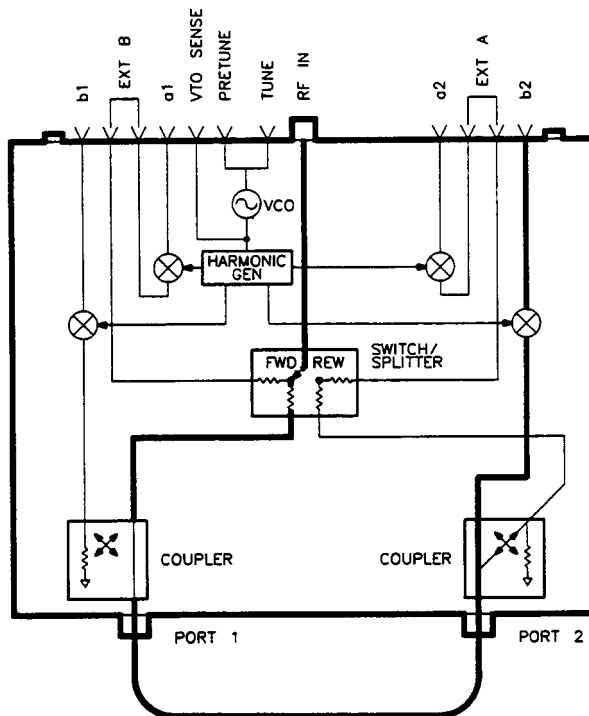 b1
EXT B
a1
VTO SENSE
PRETUNE
TUNE
RF IN
a2
EXT A
b2
VCO
HARMONIC
GEN
SWITCH/
SPLITTER
FWD REW
COUPLER
COUPLER
PORT 1
PORT 2